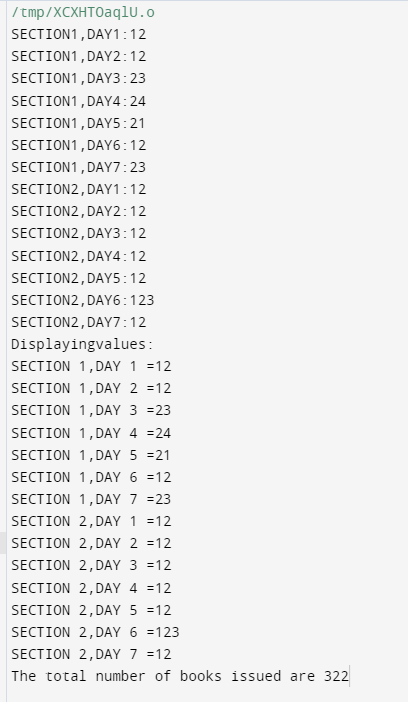 /tmp/XCXHTOaqlU.o
SECTION1,DAY1:12
SECTION1,DAY2:12
SECTION1,DAY3:23
SECTION1,DAY4:24
SECTION1,DAY5:21
SECTION1,DAY6:12
SECTION1,DAY7:23
SECTION2,DAY1:12
SECTION2,DAY2:12
SECTION2,DAY3:12
SECTION2,DAY4:12
SECTION2,DAY5:12
SECTION2,DAY6:123
SECTION2,DAY7:12
Displayingvalues:
SECTION 1,DAY 1 =12
SECTION 1,DAY 2 =12
SECTION 1,DAY 3 =23
SECTION 1,DAY 4 =24
SECTION 1,DAY 5 =21
SECTION 1,DAY 6 =12
SECTION 1,DAY 7 =23
SECTION 2,DAY 1 =12
SECTION 2,DAY 2 =12
SECTION 2,DAY 3 =12
SECTION 2,DAY 4 =12
SECTION 2,DAY 5 =12
SECTION 2,DAY 6 =123
SECTION 2,DAY 7 =12
The total number of books issued are 322